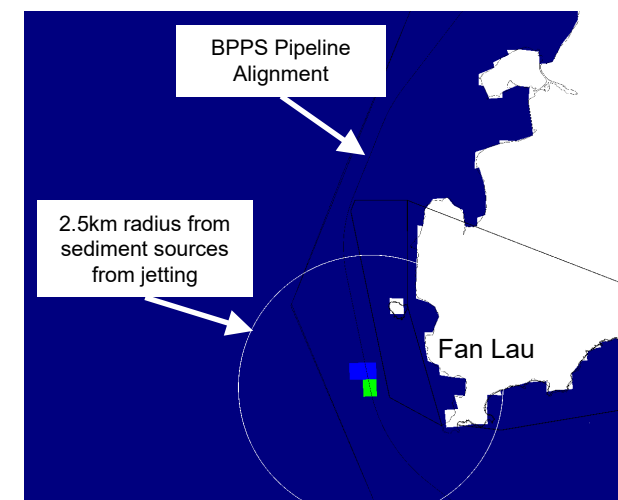 BPPS Pipeline
Alignment
2.5km radius from
sediment sources
from jetting
Fan Lau